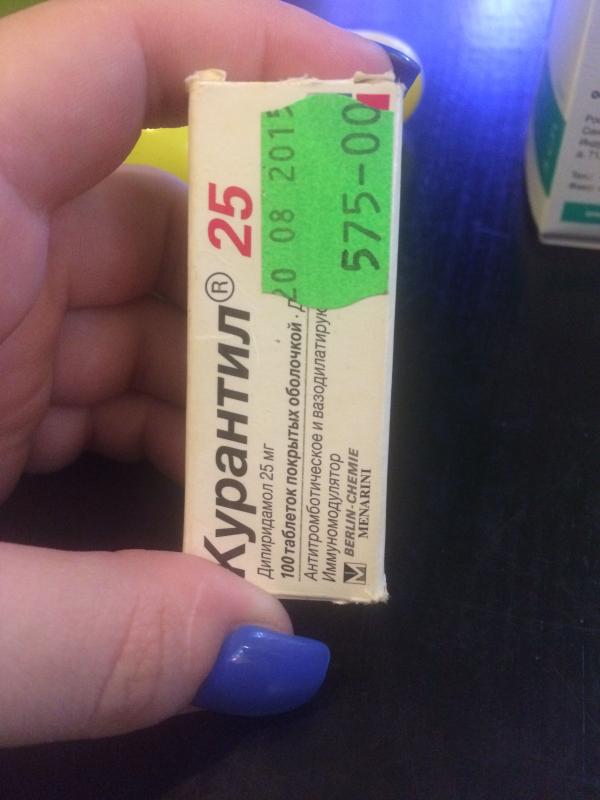 Курантил® 25
Дипиридамол 25 мг
100 таблеток покрытых оболочкой ·
Антитромботическое и
Иммуномодулятор
BERLIN-CHEMIE
MENARINI
20 08 2015
575-00